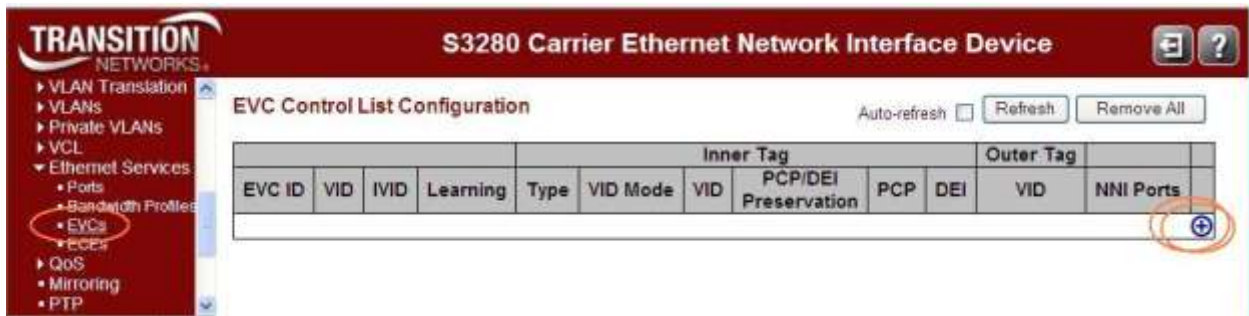 TRANSITION
NETWORKS®
S3280 Carrier Ethernet Network Interface Device
?
VLAN Translation
VLANs
Private VLANs
VCL
Ethernet Services
Ports
Bandwidth Profiles
EVCs
ECEs
QoS
Mirroring
PTP
EVC Control List Configuration
Auto-refresh Refresh Remove All
Inner Tag Outer Tag
EVC ID VID IVID Learning Type VID Mode VID PCP/DEI Preservation PCP DEI VID NNI Ports